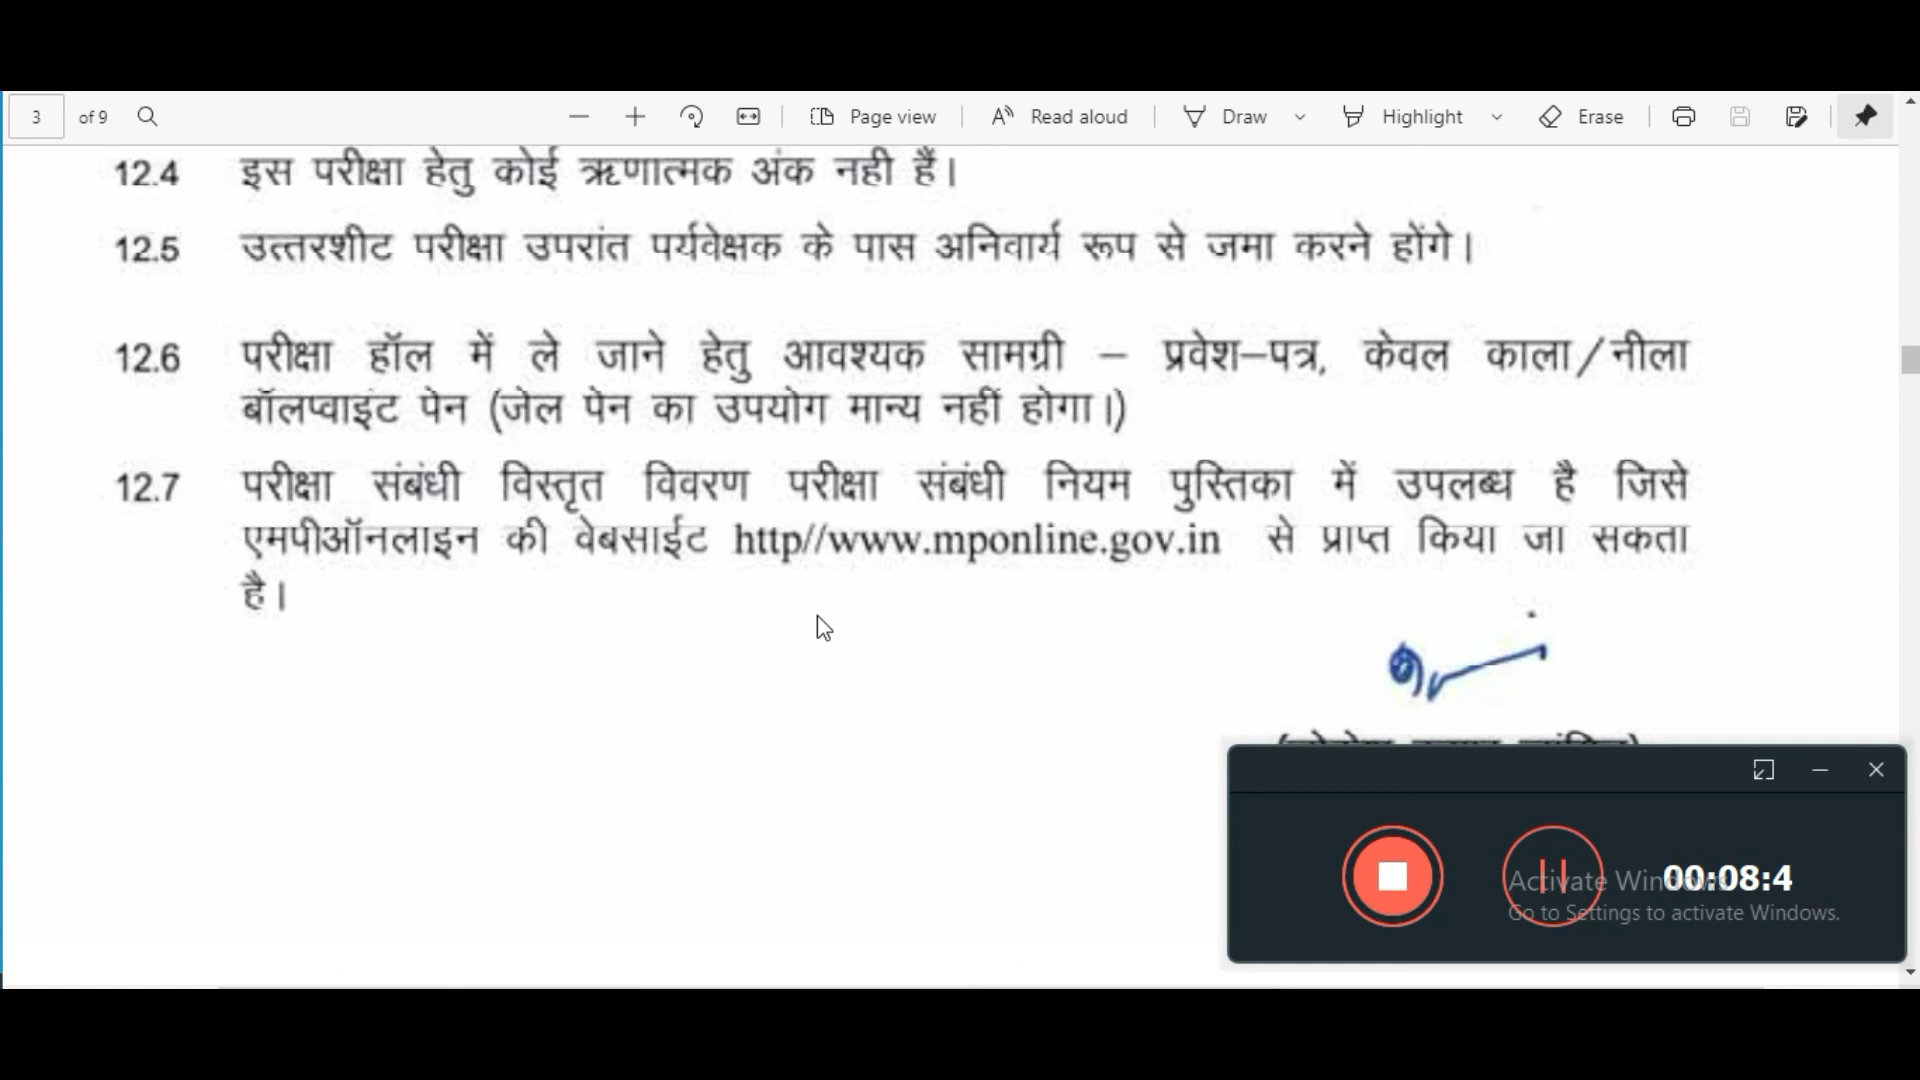 3 of 9 Page view Read aloud Draw Highlight Erase
12.4 इस परीक्षा हेतु कोई ऋणात्मक अंक नही हैं।
12.5 उत्तरशीट परीक्षा उपरांत पर्यवेक्षक के पास अनिवार्य रूप से जमा करने होंगे।
12.6 परीक्षा हॉल में ले जाने हेतु आवश्यक सामग्री – प्रवेश–पत्र, केवल काला/नीला
बॉलप्वाइंट पेन (जेल पेन का उपयोग मान्य नहीं होगा।)
12.7 परीक्षा संबंधी विस्तृत विवरण परीक्षा संबंधी नियम पुस्तिका में उपलब्ध है जिसे
एमपीऑनलाइन की वेबसाईट http//www.mponline.gov.in से प्राप्त किया जा सकता
है।
Activate Windows
00:08:4
Go to Settings to activate Windows.